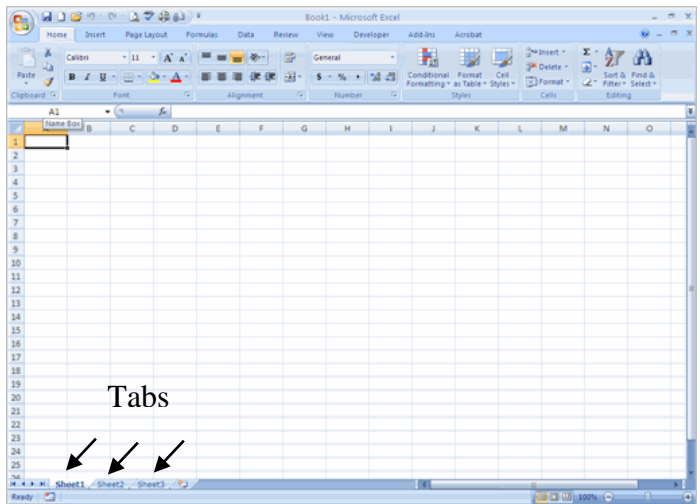 Book1 - Microsoft Excel
Home Insert Page Layout Formulas Data Review View Developer Add-Ins Acrobat
Paste
Calibri 11
B I U
General
$ % ,
Conditional Formatting
Format as Table
Cell Styles
Insert
Delete
Format
Σ
Sort & Filter
Find & Select
Clipboard Font Alignment Number Styles Cells Editing
A1 fx
Name Box
A B C D E F G H I J K L M N O
1
2
3
4
5
6
7
8
9
10
11
12
13
14
15
16
17
18
19
20
21
22
23
24
25
26
Tabs
Sheet1 Sheet2 Sheet3
Ready 100%